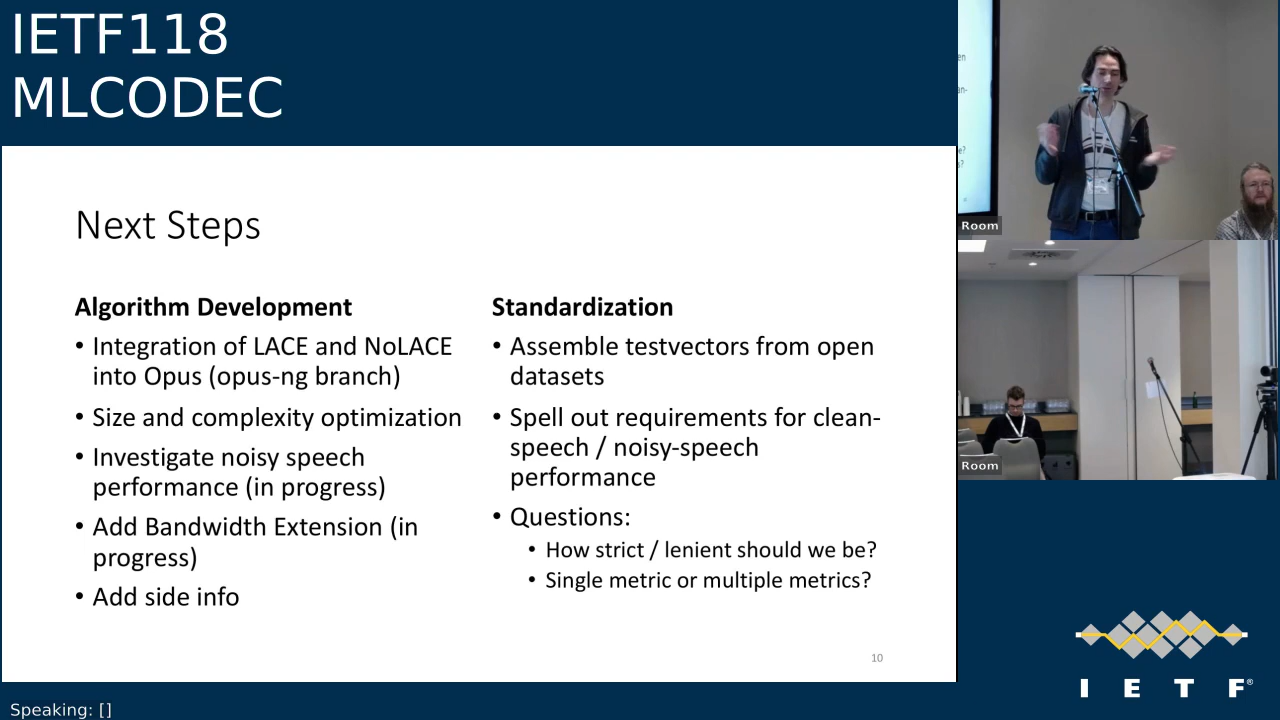 IETF118
MLCODEC
Next Steps
Algorithm Development
• Integration of LACE and NoLACE
into Opus (opus-ng branch)
• Size and complexity optimization
• Investigate noisy speech
performance (in progress)
• Add Bandwidth Extension (in
progress)
• Add side info
Standardization
• Assemble testvectors from open
datasets
• Spell out requirements for clean-
speech / noisy-speech
performance
• Questions:
• How strict / lenient should we be?
• Single metric or multiple metrics?
10
Room
Room
I E T F®
Speaking: []